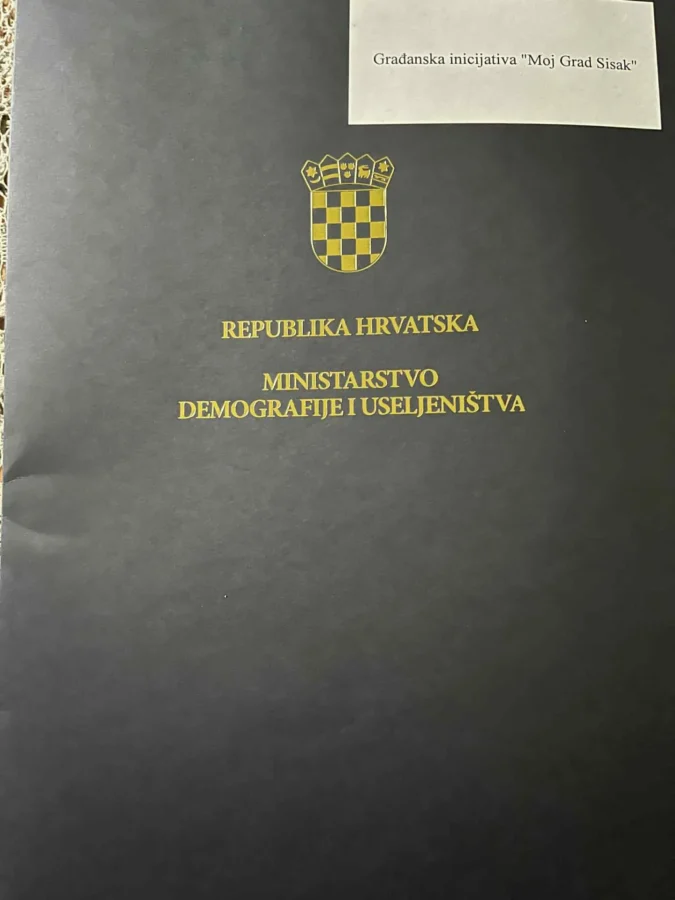 Građanska inicijativa "Moj Grad Sisak"
REPUBLIKA HRVATSKA
MINISTARSTVO
DEMOGRAFIJE I USELJENIŠTVA